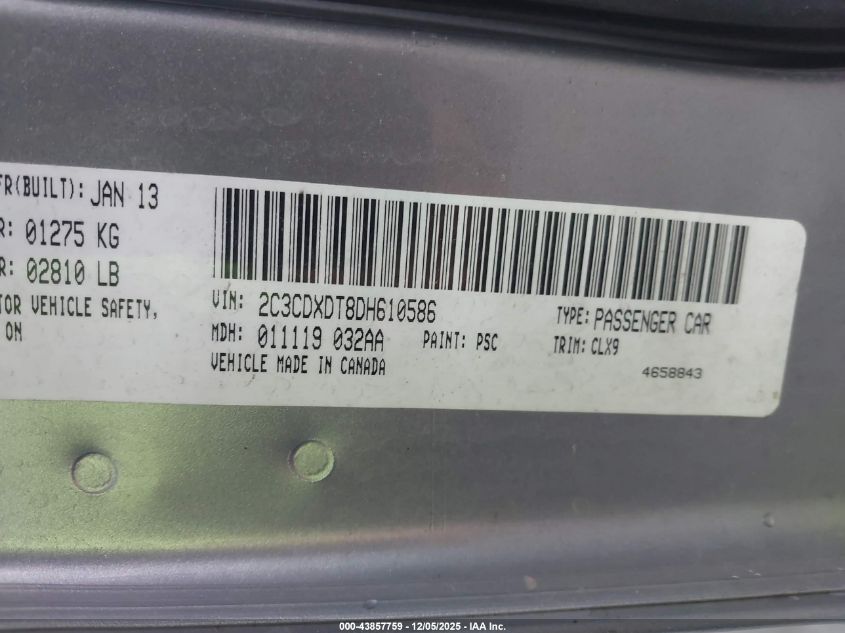 FR(BUILT): JAN 13
R: 01275 KG
R: 02810 LB
TOR VEHICLE SAFETY,
ON
VIN: 2C3CDXDT8DH610586
TYPE: PASSENGER CAR
MDH: 011119 032AA
PAINT: PSC
TRIM: CLX9
VEHICLE MADE IN CANADA
4658843
000-43857759 - 12/05/2025 - IAA Inc.